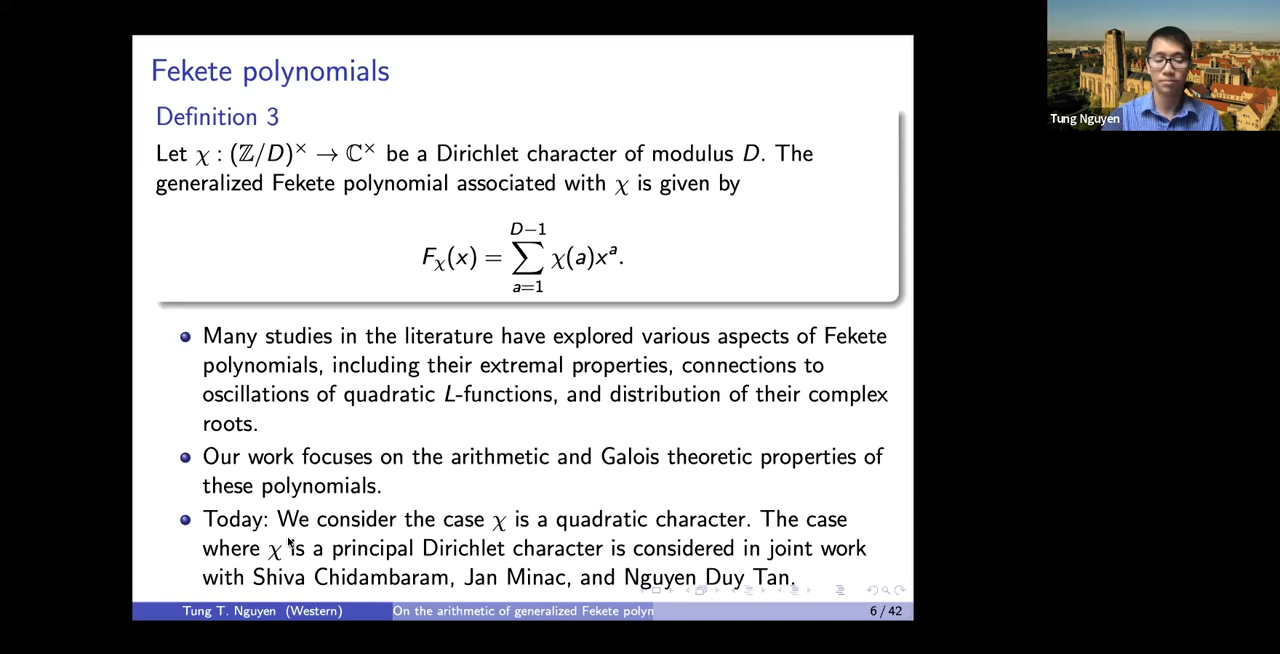 Fekete polynomials
Definition 3
Let χ : (ℤ/D)× → ℂ× be a Dirichlet character of modulus D. The
generalized Fekete polynomial associated with χ is given by
D−1
Fχ(x) = ∑ χ(a)xᵃ.
a=1
Many studies in the literature have explored various aspects of Fekete
polynomials, including their extremal properties, connections to
oscillations of quadratic L-functions, and distribution of their complex
roots.
Our work focuses on the arithmetic and Galois theoretic properties of
these polynomials.
Today: We consider the case χ is a quadratic character. The case
where χ is a principal Dirichlet character is considered in joint work
with Shiva Chidambaram, Jan Minac, and Nguyen Duy Tan.
Tung T. Nguyen (Western) On the arithmetic of generalized Fekete polyn 6 / 42
Tung Nguyen